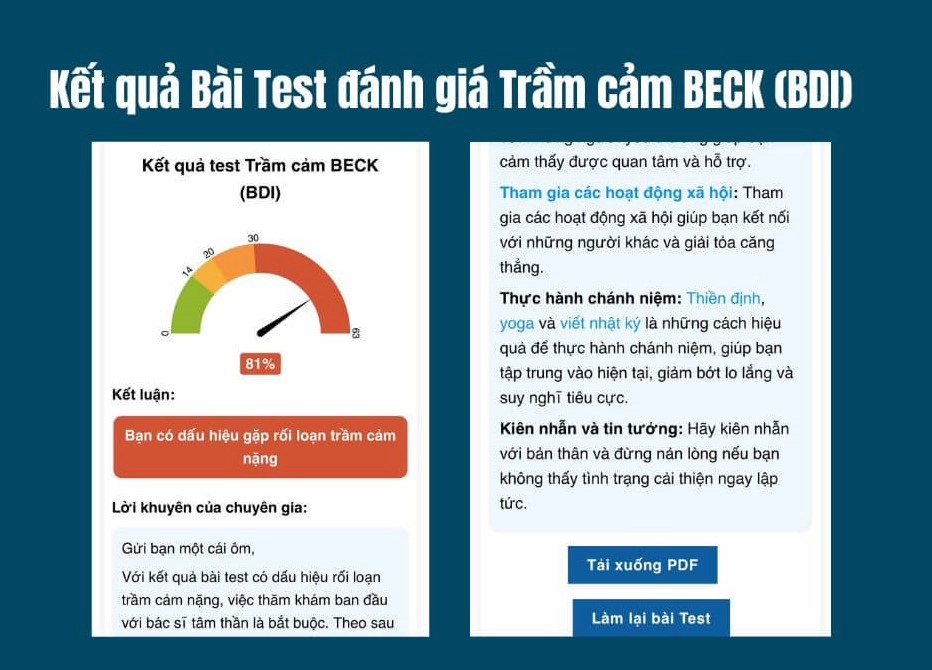 Kết quả Bài Test đánh giá Trầm cảm BECK (BDI)
Kết quả test Trầm cảm BECK
(BDI)
0
14
20
30
63
81%
Kết luận:
Bạn có dấu hiệu gặp rối loạn trầm cảm
nặng
Lời khuyên của chuyên gia:
Gửi bạn một cái ôm,
Với kết quả bài test có dấu hiệu rối loạn
trầm cảm nặng, việc thăm khám ban đầu
với bác sĩ tâm thần là bắt buộc. Theo sau
cảm thấy được quan tâm và hỗ trợ.
Tham gia các hoạt động xã hội: Tham
gia các hoạt động xã hội giúp bạn kết nối
với những người khác và giải tỏa căng
thẳng.
Thực hành chánh niệm: Thiền định,
yoga và viết nhật ký là những cách hiệu
quả để thực hành chánh niệm, giúp bạn
tập trung vào hiện tại, giảm bớt lo lắng và
suy nghĩ tiêu cực.
Kiên nhẫn và tin tưởng: Hãy kiên nhẫn
với bản thân và đừng nản lòng nếu bạn
không thấy tình trạng cải thiện ngay lập
tức.
Tải xuống PDF
Làm lại bài Test